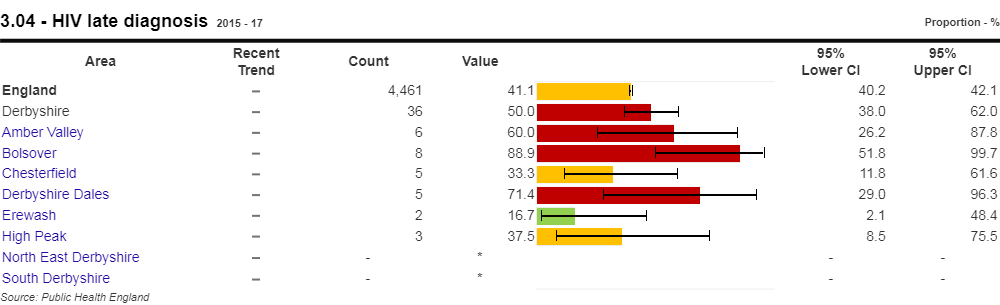 3.04 - HIV late diagnosis 2015 - 17 Proportion - %
Area Recent Trend Count Value 95% Lower CI 95% Upper CI
England – 4,461 41.1 40.2 42.1
Derbyshire – 36 50.0 38.0 62.0
Amber Valley – 6 60.0 26.2 87.8
Bolsover – 8 88.9 51.8 99.7
Chesterfield – 5 33.3 11.8 61.6
Derbyshire Dales – 5 71.4 29.0 96.3
Erewash – 2 16.7 2.1 48.4
High Peak – 3 37.5 8.5 75.5
North East Derbyshire – - * - -
South Derbyshire – - * - -
Source: Public Health England